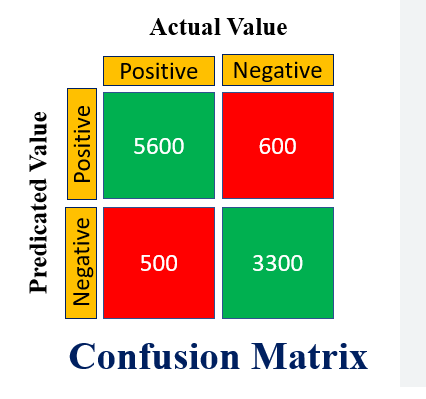 Actual Value
Positive Negative
Predicated Value
Positive
5600 600
Negative
500 3300
Confusion Matrix